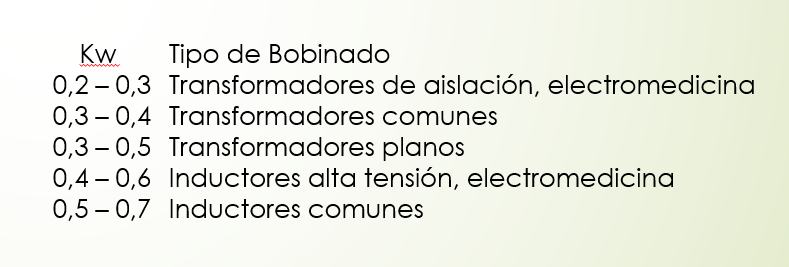 Kw Tipo de Bobinado
0,2 – 0,3 Transformadores de aislación, electromedicina
0,3 – 0,4 Transformadores comunes
0,3 – 0,5 Transformadores planos
0,4 – 0,6 Inductores alta tensión, electromedicina
0,5 – 0,7 Inductores comunes